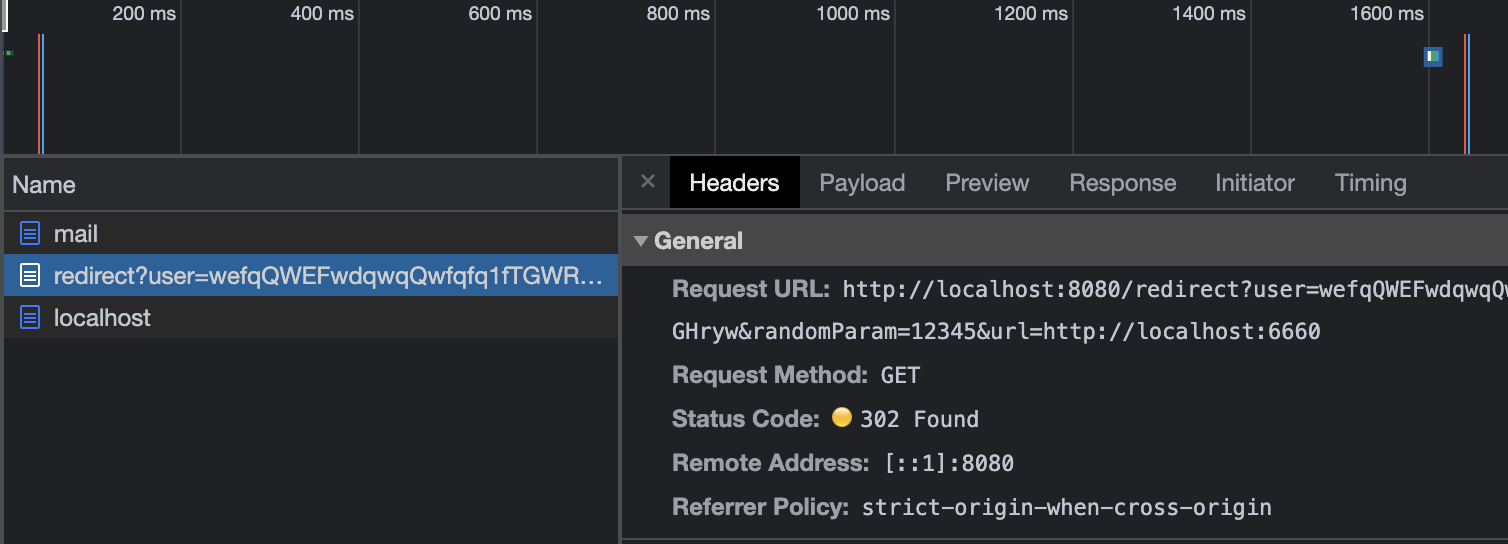 200 ms 400 ms 600 ms 800 ms 1000 ms 1200 ms 1400 ms 1600 ms
Name
× Headers Payload Preview Response Initiator Timing
mail
General
redirect?user=wefqQWEFwdqwqQwfqfq1fTGWR...
Request URL: http://localhost:8080/redirect?user=wefqQWEFwdqwqQw
localhost
GHryw&randomParam=12345&url=http://localhost:6660
Request Method: GET
Status Code: 302 Found
Remote Address: [::1]:8080
Referrer Policy: strict-origin-when-cross-origin